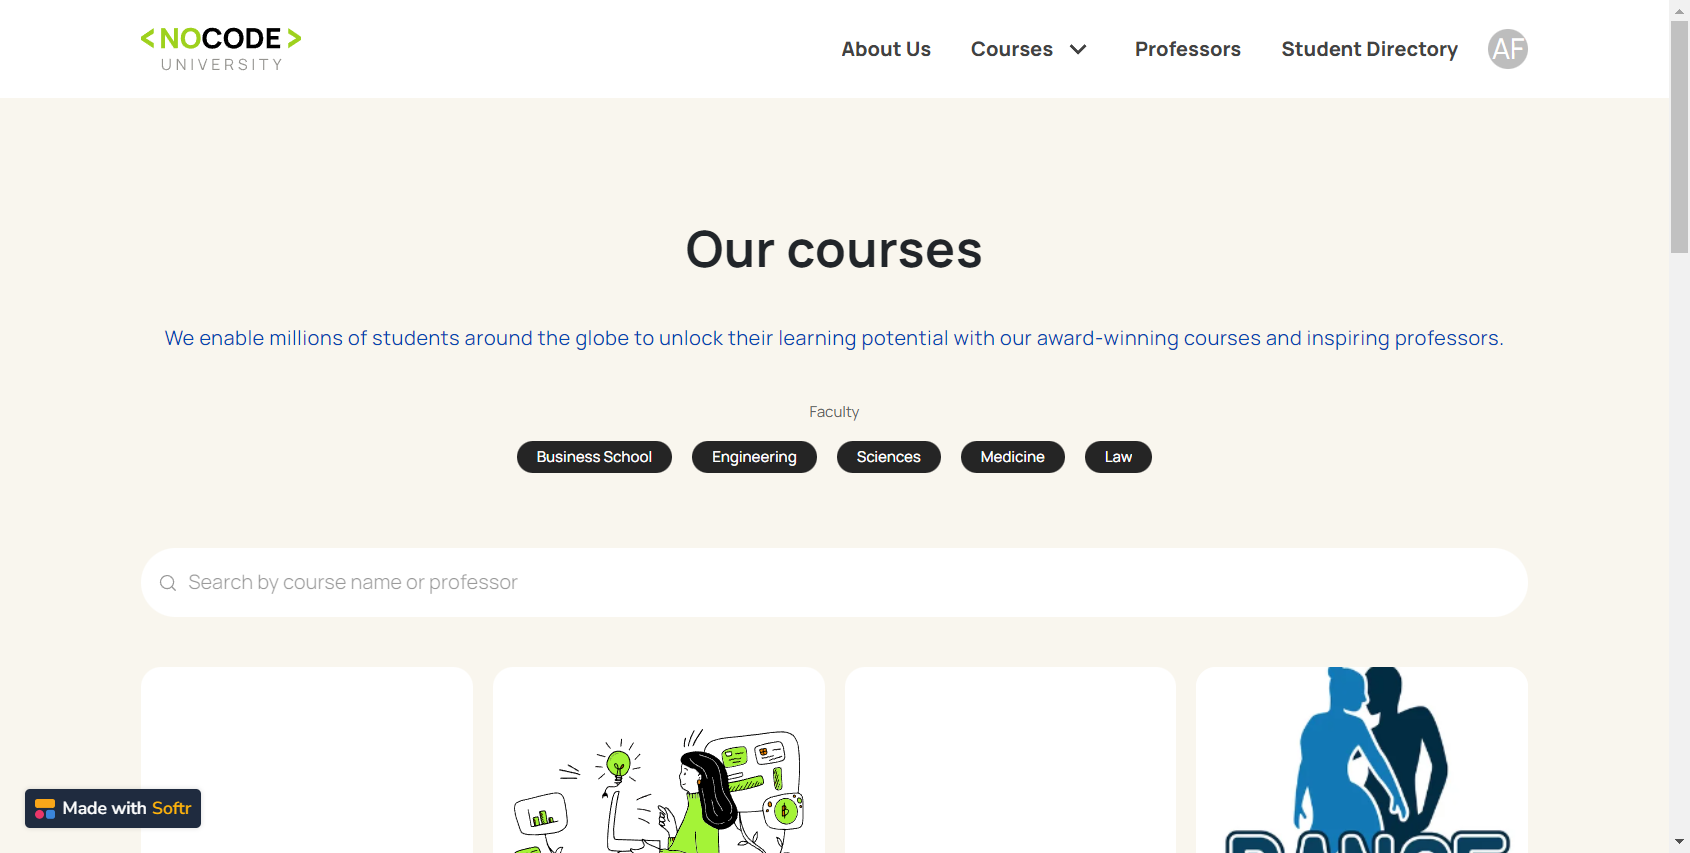 <NOCODE>
UNIVERSITY
About Us
Courses
Professors
Student Directory
AF
Our courses
We enable millions of students around the globe to unlock their learning potential with our award-winning courses and inspiring professors.
Faculty
Business School
Engineering
Sciences
Medicine
Law
Search by course name or professor
Made with Softr
DANCE